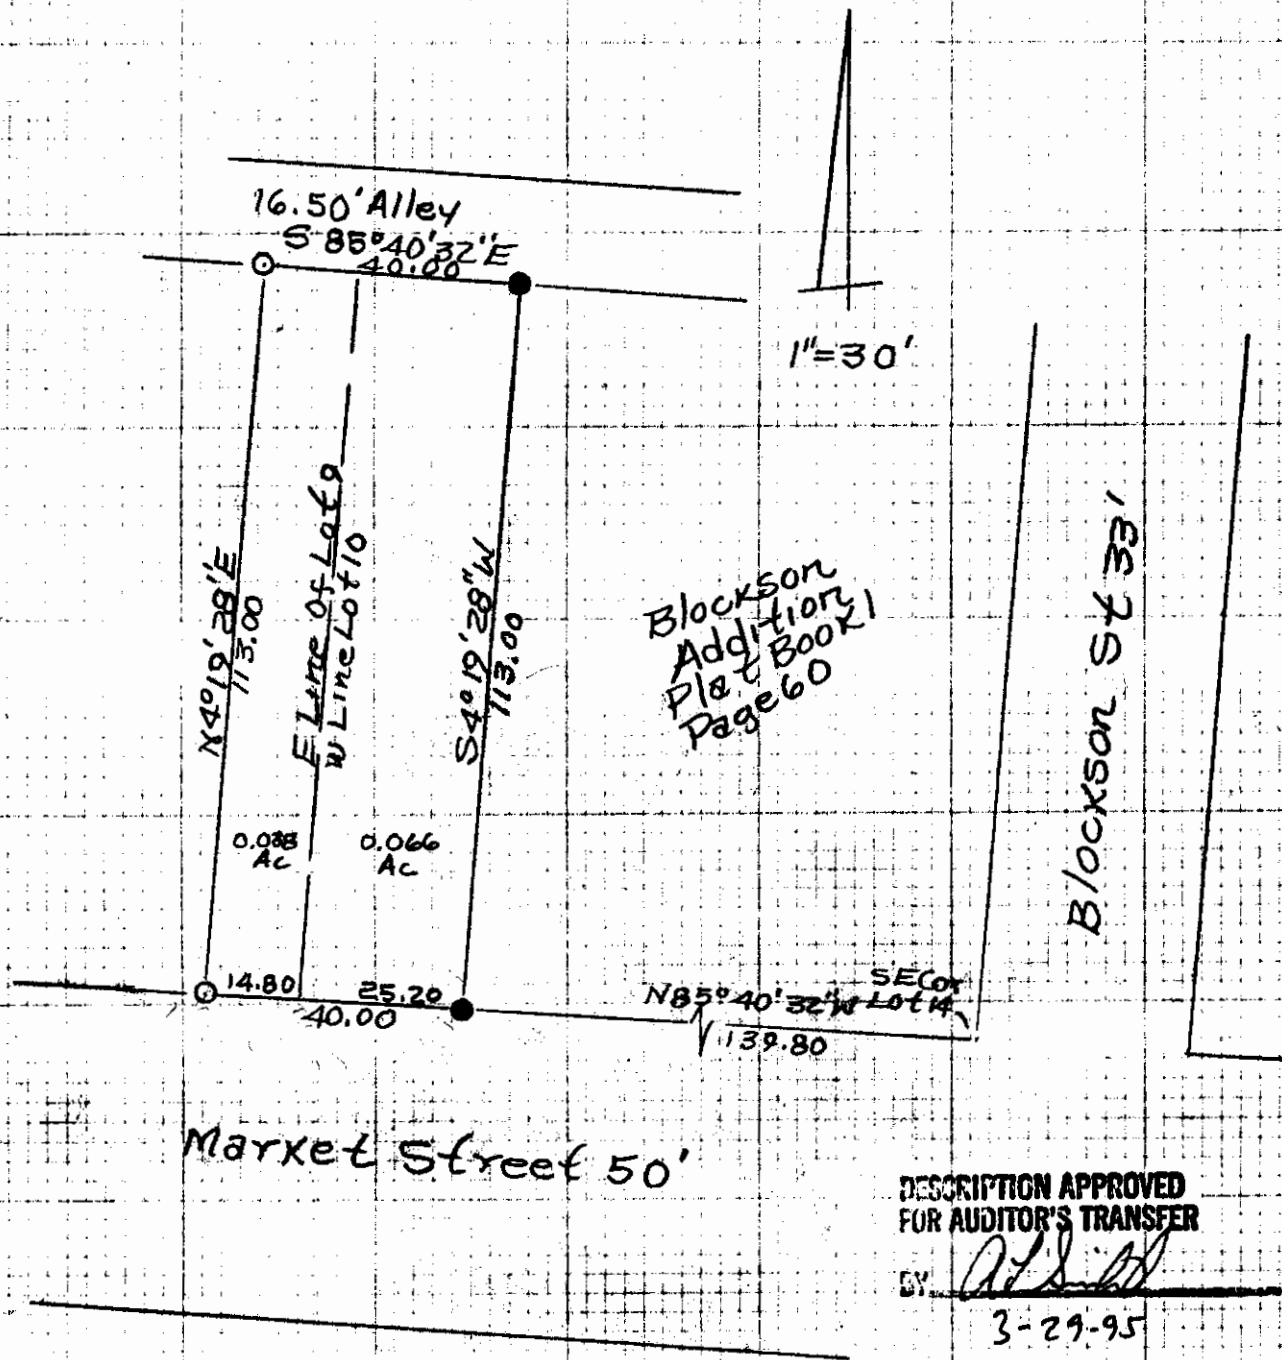 16.50' Alley
S 85°40'32"E
40.00
1"=30'
N4°19'28"E
113.00
E Line Of Lot 9
W Line Lot 10
S4°19'28"W
113.00
Blockson
Addition
Plat Book 1
Page 60
Blockson St 33'
0.038
Ac
0.066
Ac
14.80
25.20
40.00
N85°40'32"W
SE Cor
Lot 14
139.80
Market Street 50'
DESCRIPTION APPROVED
FOR AUDITOR'S TRANSFER
BY
3-29-95